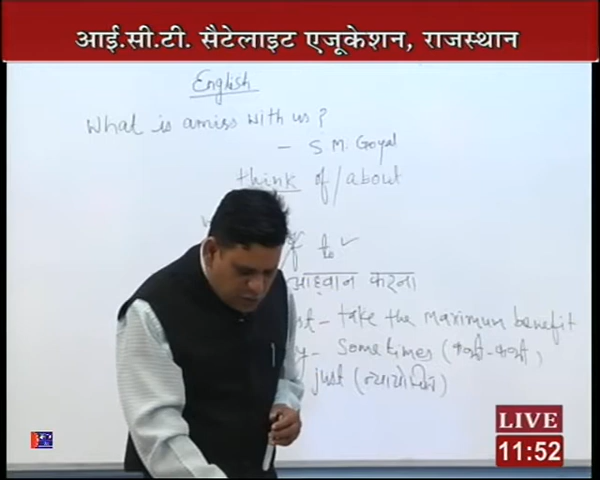 आई.सी.टी. सैटेलाइट एजूकेशन, राजस्थान
English
What is amiss with us?
- S M. Goyal
think of/about
to ✓
आह्वान करना
- take the maximum benefit
- Sometimes (कभी-कभी)
just (न्यायोचित)
LIVE
11:52